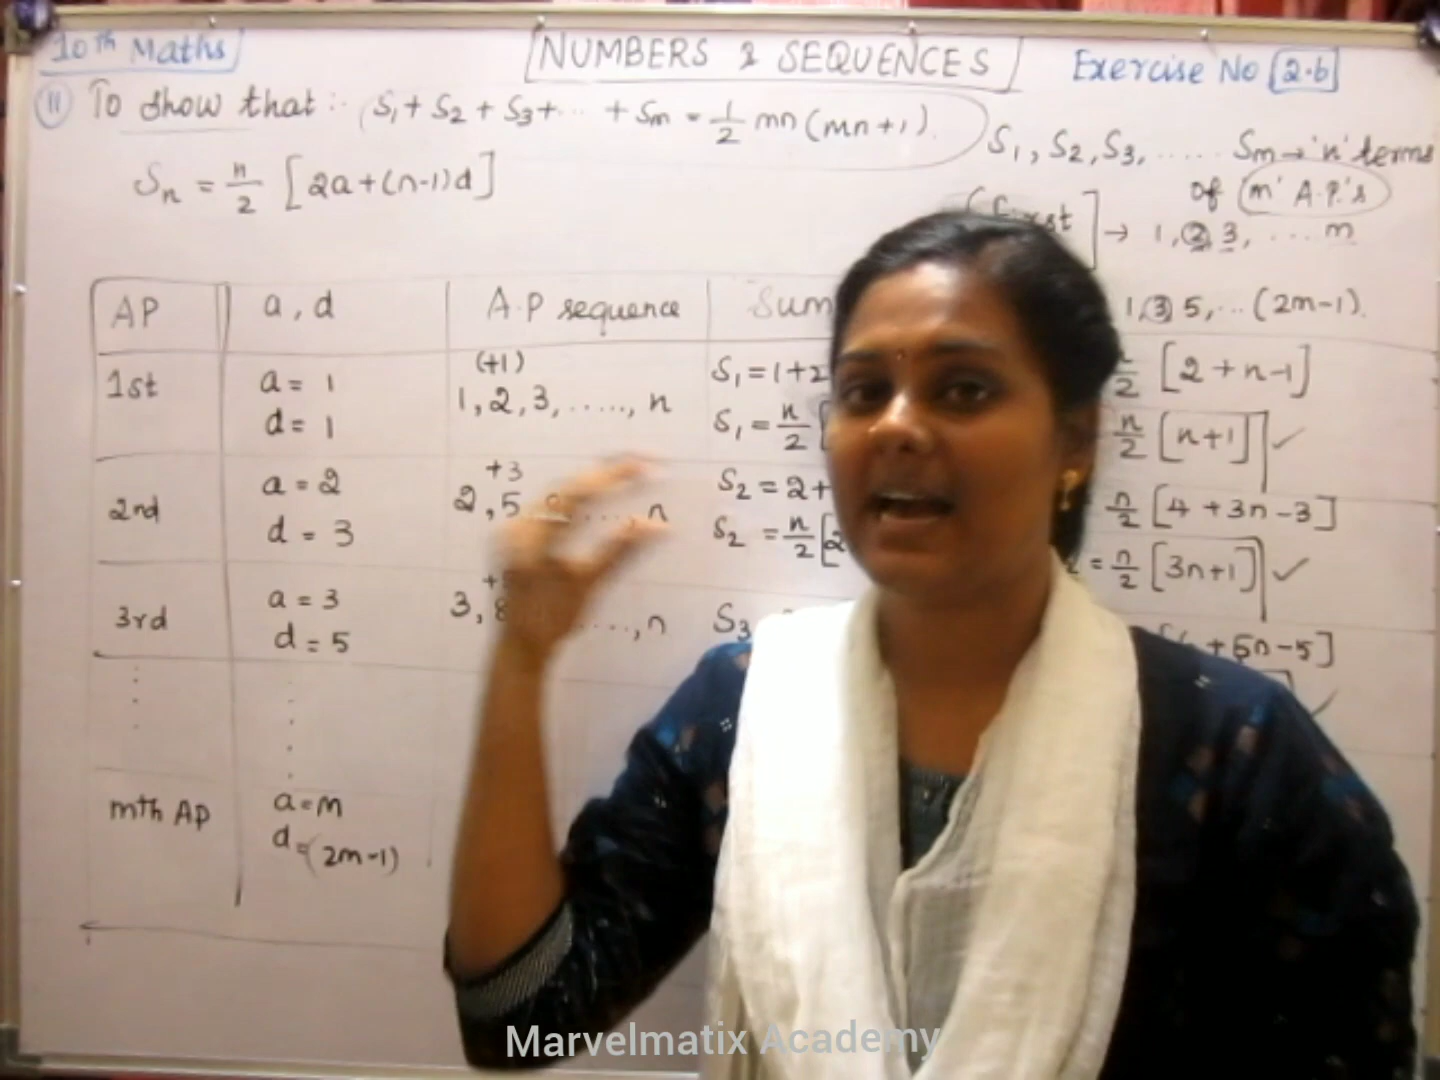 10th Maths
NUMBERS & SEQUENCES
Exercise No 2.6
11 To show that :- S1 + S2 + S3 + ... + Sm = 1/2 mn (mn+1).
S1, S2, S3, ...... Sm → 'n' terms
of 'm' A.P.'s
Sn = n/2 [2a+(n-1)d]
→ 1, 2, 3, .... m
1, 3, 5, ... (2m-1).
AP a, d A.P sequence Sum
1st a = 1 (+1) S1 = 1+2 n/2 [2+n-1]
d = 1 1, 2, 3, ....., n S1 = n/2 [ n/2 [n+1] ✓
2nd a = 2 +3 S2 = 2+ n/2 [4+3n-3]
d = 3 2, 5 ...., n S2 = n/2 [2 = n/2 [3n+1] ✓
3rd a = 3 S3 +5n-5]
d = 5 3, 8 ...., n
mth AP a = m
d = (2m-1)
Marvelmatix Academy